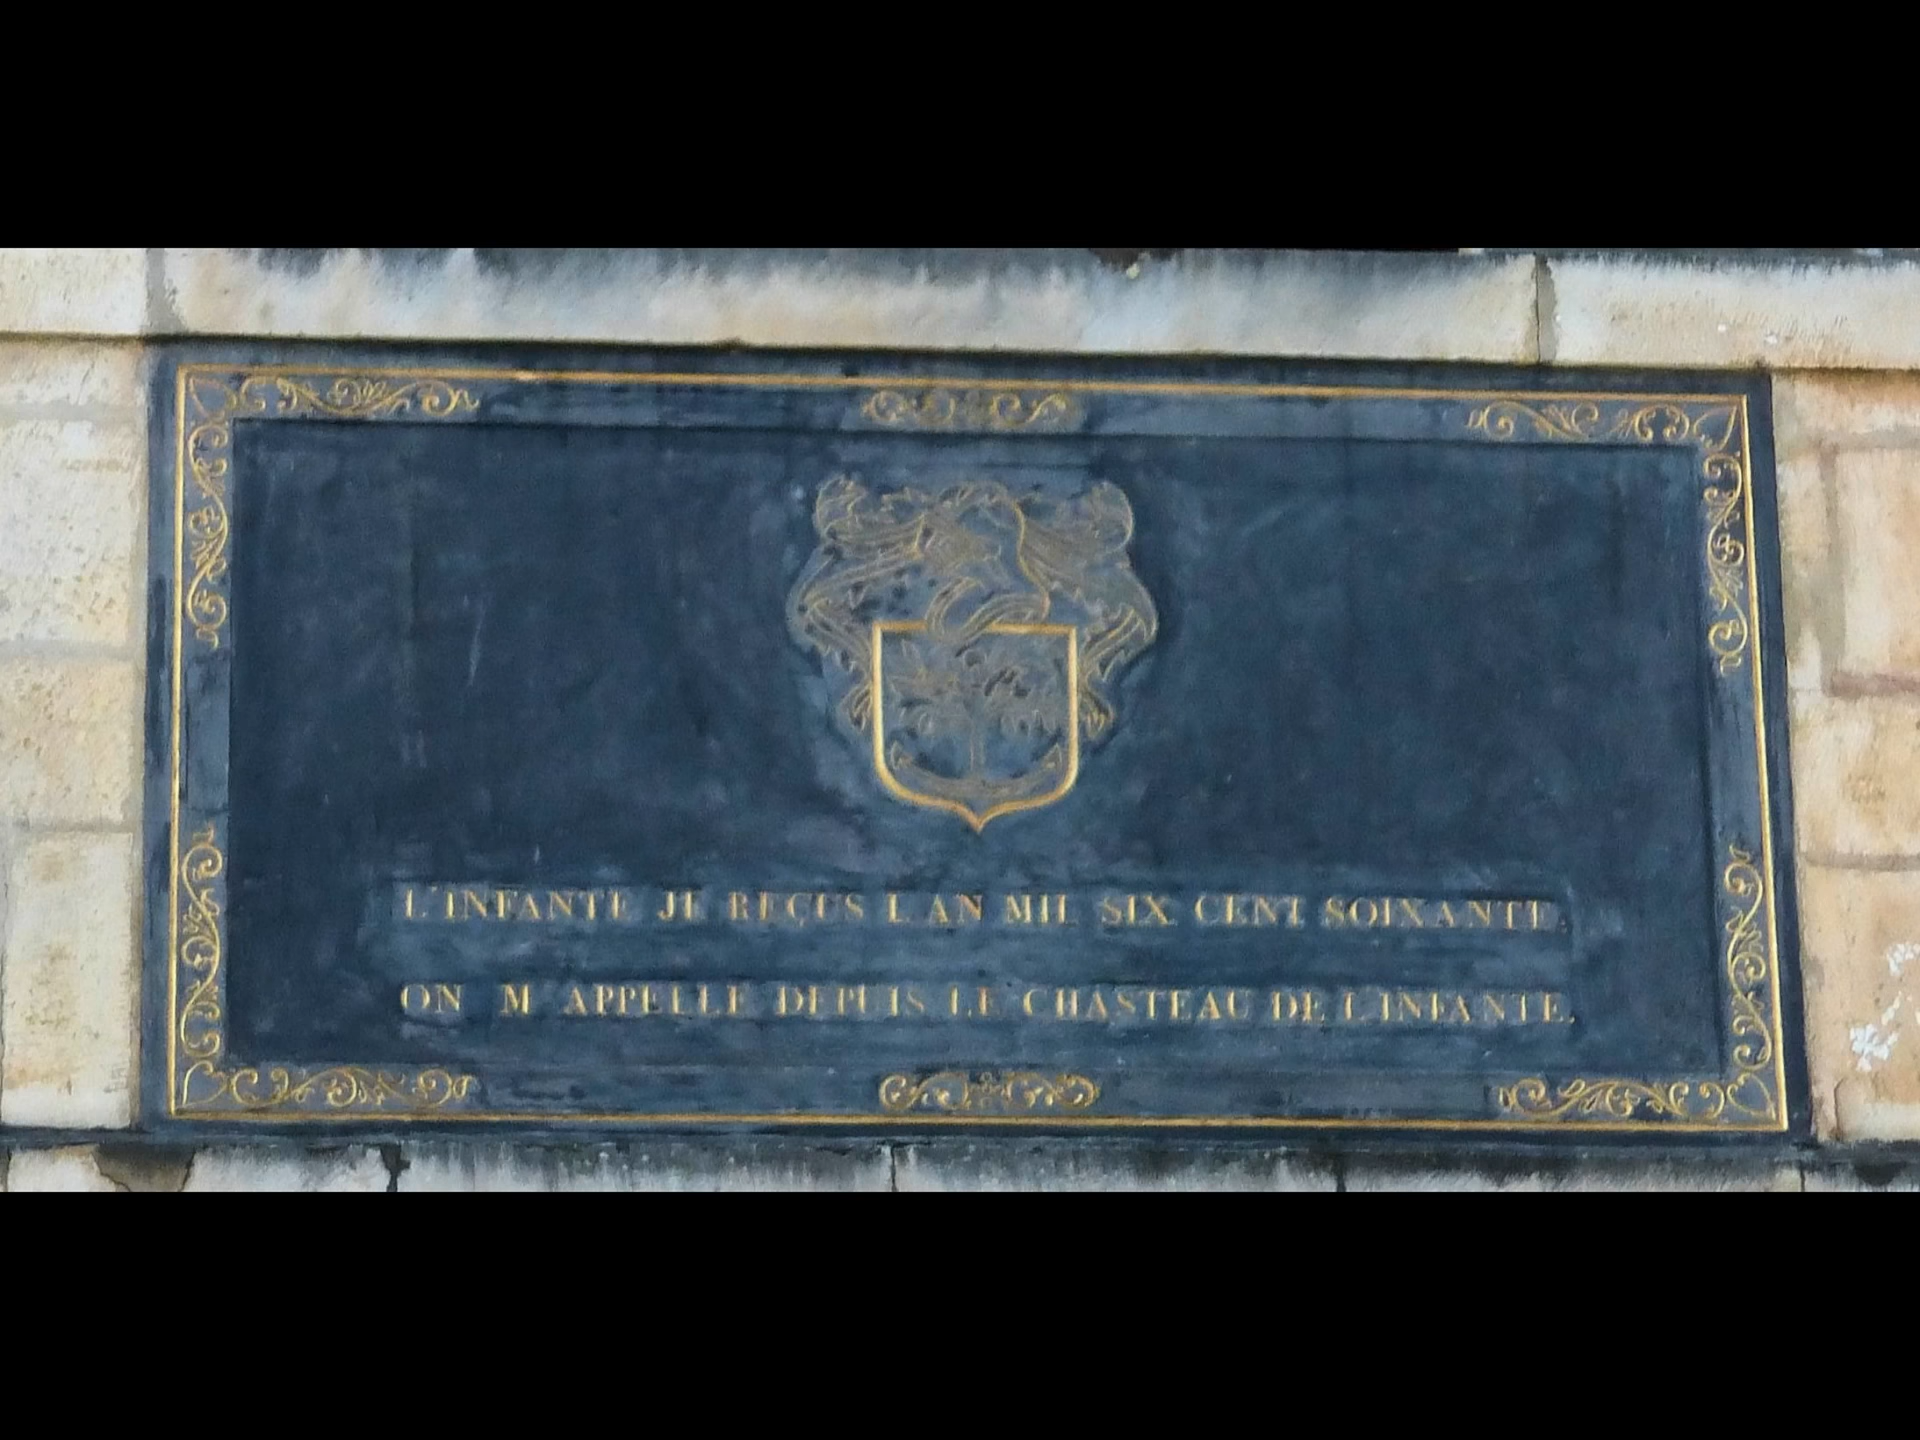 L'INFANTE JE REÇUS L'AN MIL SIX CENT SOIXANTE.
ON M'APPELLE DEPUIS LE CHASTEAU DE L'INFANTE.